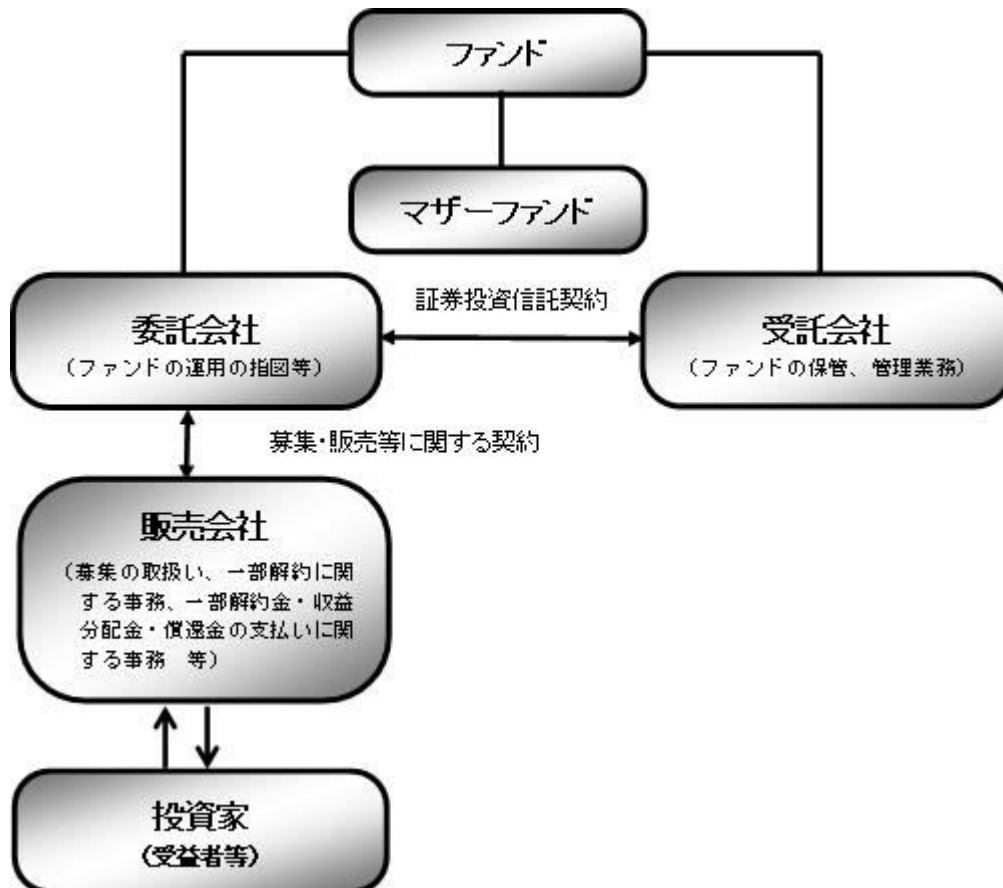 ファンド
マザーファンド
証券投資信託契約
委託会社
（ファンドの運用の指図等）
受託会社
（ファンドの保管、管理業務）
募集・販売等に関する契約
販売会社
（募集の取扱い、一部解約に関
する事務、一部解約金・収益
分配金・償還金の支払いに関
する事務　等）
投資家
（受益者等）